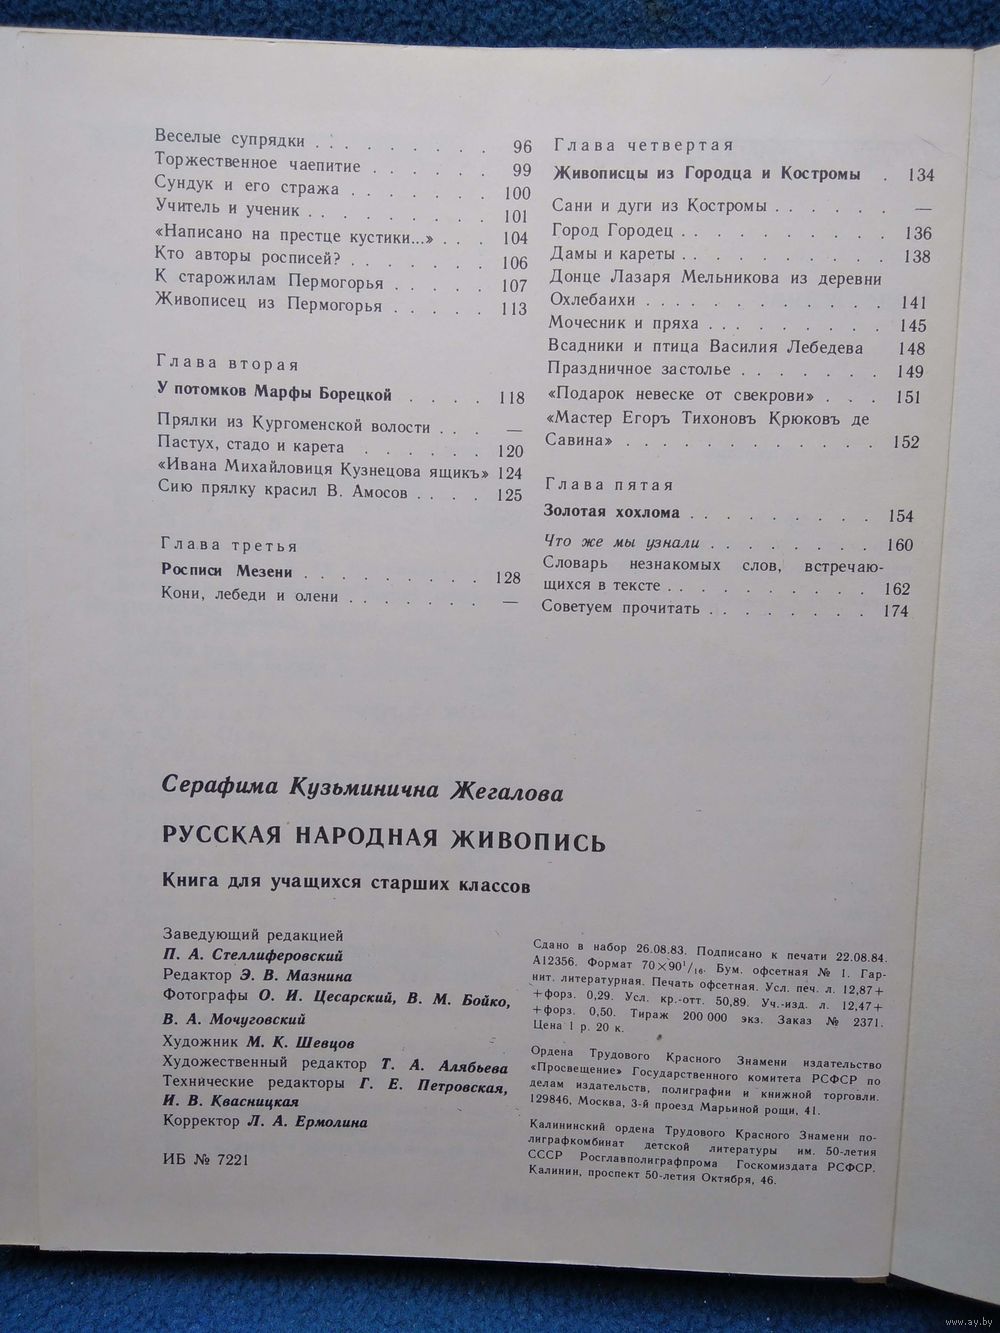 Веселые супрядки . . . . . . . . . 96
Торжественное чаепитие . . . . . . 99
Сундук и его стража . . . . . . . 100
Учитель и ученик . . . . . . . . . 101
«Написано на престце кустики...» . . . 104
Кто авторы росписей? . . . . . . . 106
К старожилам Пермогорья . . . . . 107
Живописец из Пермогорья . . . . . 113
Глава вторая
У потомков Марфы Борецкой . . . . 118
Прялки из Кургоменской волости . . . —
Пастух, стадо и карета . . . . . . 120
«Ивана Михайловиця Кузнецова ящикъ» 124
Сию прялку красил В. Амосов . . . . 125
Глава третья
Росписи Мезени . . . . . . . . . 128
Кони, лебеди и олени . . . . . . . —
Глава четвертая
Живописцы из Городца и Костромы . 134
Сани и дуги из Костромы . . . . . . —
Город Городец . . . . . . . . . 136
Дамы и кареты . . . . . . . . . 138
Донце Лазаря Мельникова из деревни
Охлебаихи . . . . . . . . . . . 141
Мочесник и пряха . . . . . . . . 145
Всадники и птица Василия Лебедева 148
Праздничное застолье . . . . . . . 149
«Подарок невеске от свекрови» . . . 151
«Мастер Егоръ Тихоновъ Крюковъ де
Савина» . . . . . . . . . . . 152
Глава пятая
Золотая хохлома . . . . . . . . . 154
Что же мы узнали . . . . . . . . 160
Словарь незнакомых слов, встречаю-
щихся в тексте . . . . . . . . . 162
Советуем прочитать . . . . . . . 174
Серафима Кузьминична Жегалова
РУССКАЯ НАРОДНАЯ ЖИВОПИСЬ
Книга для учащихся старших классов
Заведующий редакцией
П. А. Стеллиферовский
Редактор Э. В. Мазнина
Фотографы О. И. Цесарский, В. М. Бойко,
В. А. Мочуговский
Художник М. К. Шевцов
Художественный редактор Т. А. Алябьева
Технические редакторы Г. Е. Петровская,
И. В. Квасницкая
Корректор Л. А. Ермолина
ИБ № 7221
Сдано в набор 26.08.83. Подписано к печати 22.08.84.
А12356. Формат 70×90¹/₁₆. Бум. офсетная № 1. Гар-
нит. литературная. Печать офсетная. Усл. печ. л. 12,87+
+форз. 0,29. Усл. кр.-отт. 50,89. Уч.-изд. л. 12,47+
+форз. 0,50. Тираж 200 000 экз. Заказ № 2371.
Цена 1 р. 20 к.
Ордена Трудового Красного Знамени издательство
«Просвещение» Государственного комитета РСФСР по
делам издательств, полиграфии и книжной торговли.
129846, Москва, 3-й проезд Марьиной рощи, 41.
Калининский ордена Трудового Красного Знамени по-
лиграфкомбинат детской литературы им. 50-летия
СССР Росглавполиграфпрома Госкомиздата РСФСР.
Калинин, проспект 50-летия Октября, 46.
www.ay.by